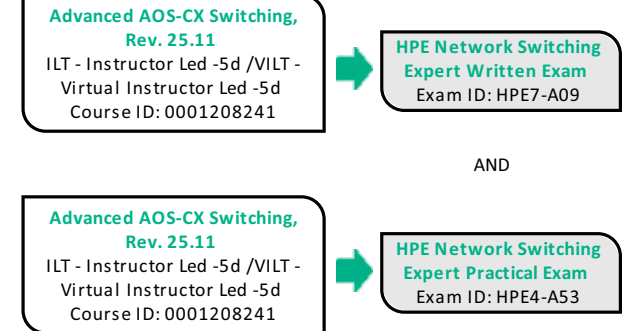 Advanced AOS-CX Switching,
Rev. 25.11
ILT - Instructor Led -5d /VILT -
Virtual Instructor Led -5d
Course ID: 0001208241
HPE Network Switching
Expert Written Exam
Exam ID: HPE7-A09
AND
Advanced AOS-CX Switching,
Rev. 25.11
ILT - Instructor Led -5d /VILT -
Virtual Instructor Led -5d
Course ID: 0001208241
HPE Network Switching
Expert Practical Exam
Exam ID: HPE4-A53